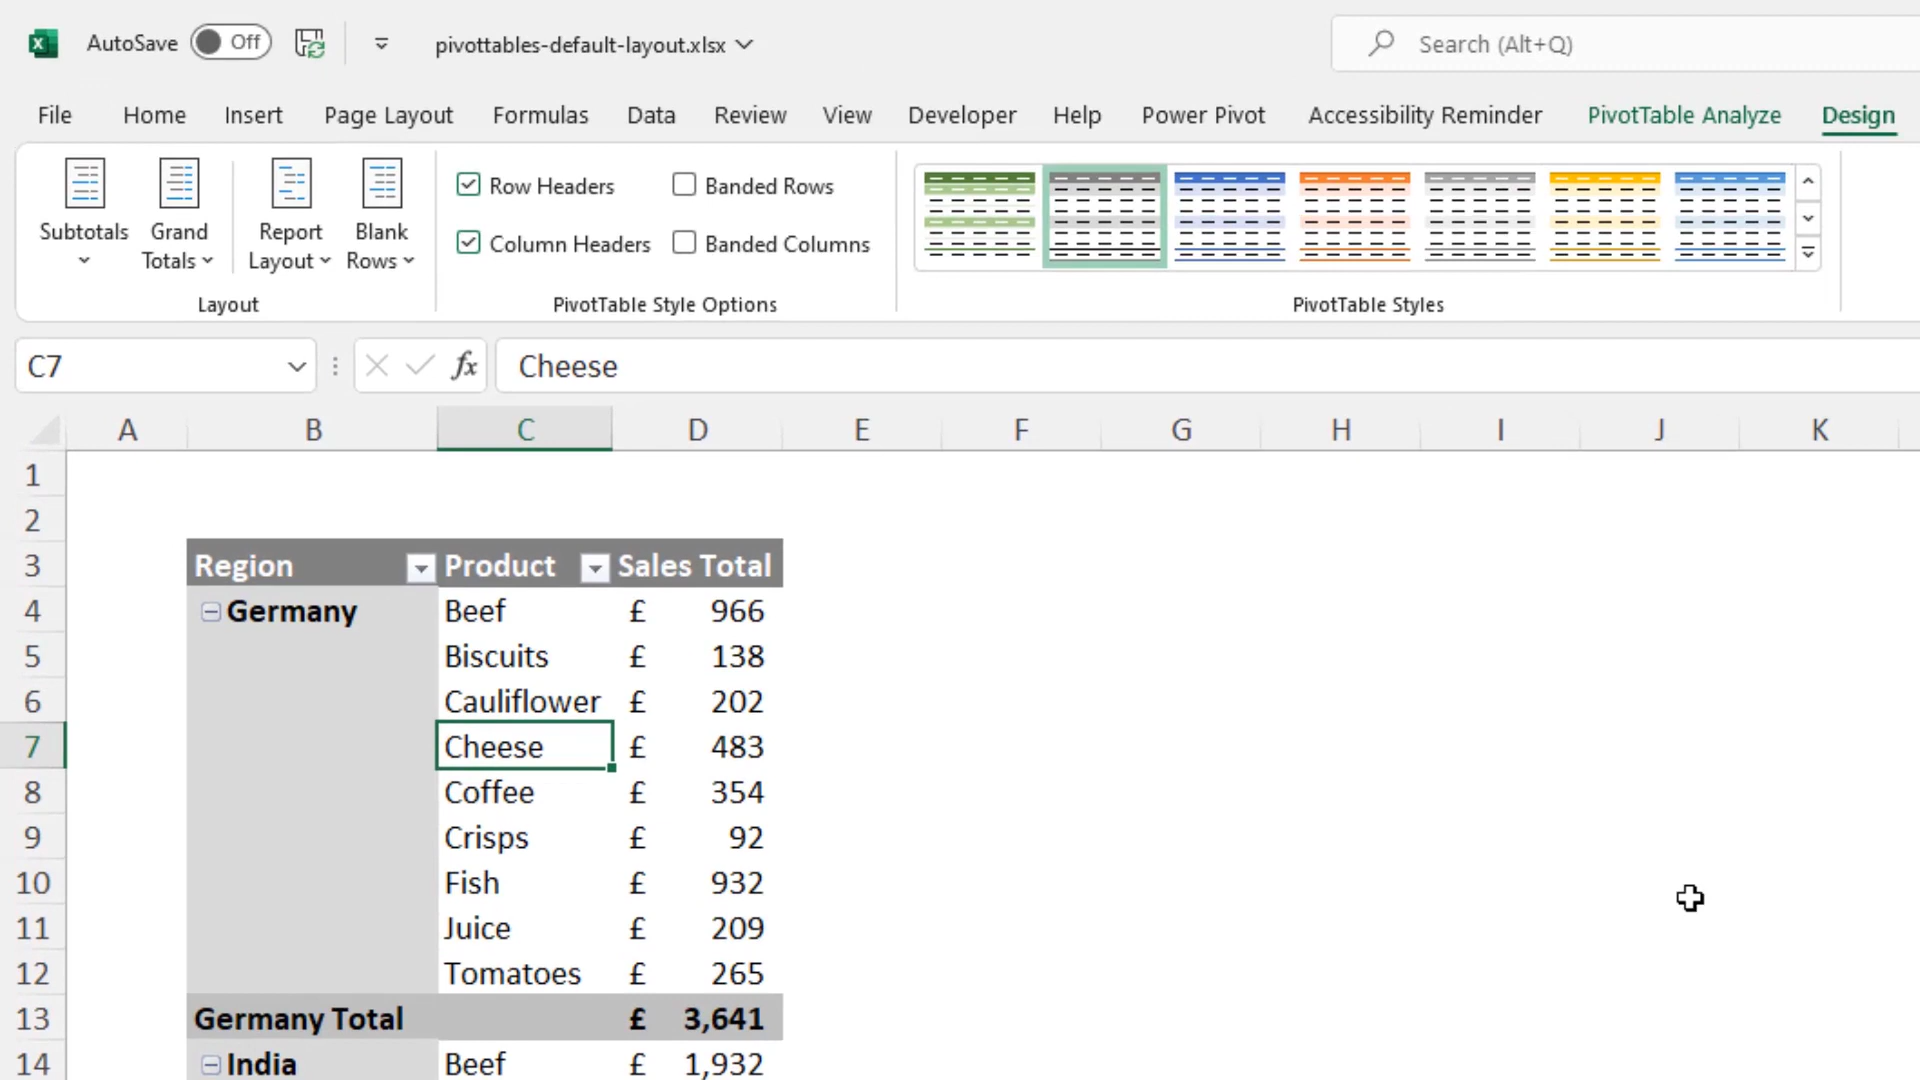 AutoSave Off pivottables-default-layout.xlsx Search (Alt+Q)
File Home Insert Page Layout Formulas Data Review View Developer Help Power Pivot Accessibility Reminder PivotTable Analyze Design
Subtotals
Grand Totals
Report Layout
Blank Rows
Layout
Row Headers Banded Rows
Column Headers Banded Columns
PivotTable Style Options
PivotTable Styles
C7 fx Cheese
A B C D E F G H I J K
1
2
3 Region Product Sales Total
4 Germany Beef £ 966
5 Biscuits £ 138
6 Cauliflower £ 202
7 Cheese £ 483
8 Coffee £ 354
9 Crisps £ 92
10 Fish £ 932
11 Juice £ 209
12 Tomatoes £ 265
13 Germany Total £ 3,641
14 India Beef £ 1,932